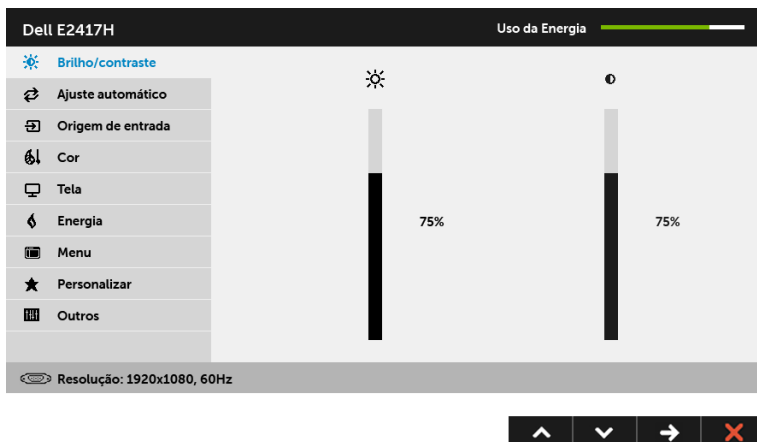 Dell E2417H
Uso da Energia
Brilho/contraste
Ajuste automático
Origem de entrada
Cor
Tela
Energia
Menu
Personalizar
Outros
75%
75%
Resolução: 1920x1080, 60Hz